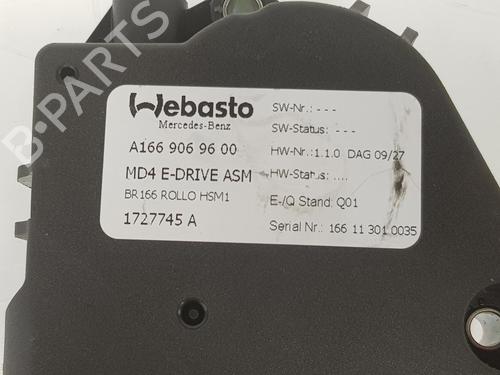 Webasto
Mercedes-Benz
A166 906 96 00
MD4 E-DRIVE ASM
BR166 ROLLO HSM1
1727745 A
SW-Nr.: - - -
SW-Status: - - -
HW-Nr.:1.1.0 DAG 09/27
HW-Status: ....
E-/Q Stand: Q01
Serial Nr.: 166 11 301 0035
B-PARTS